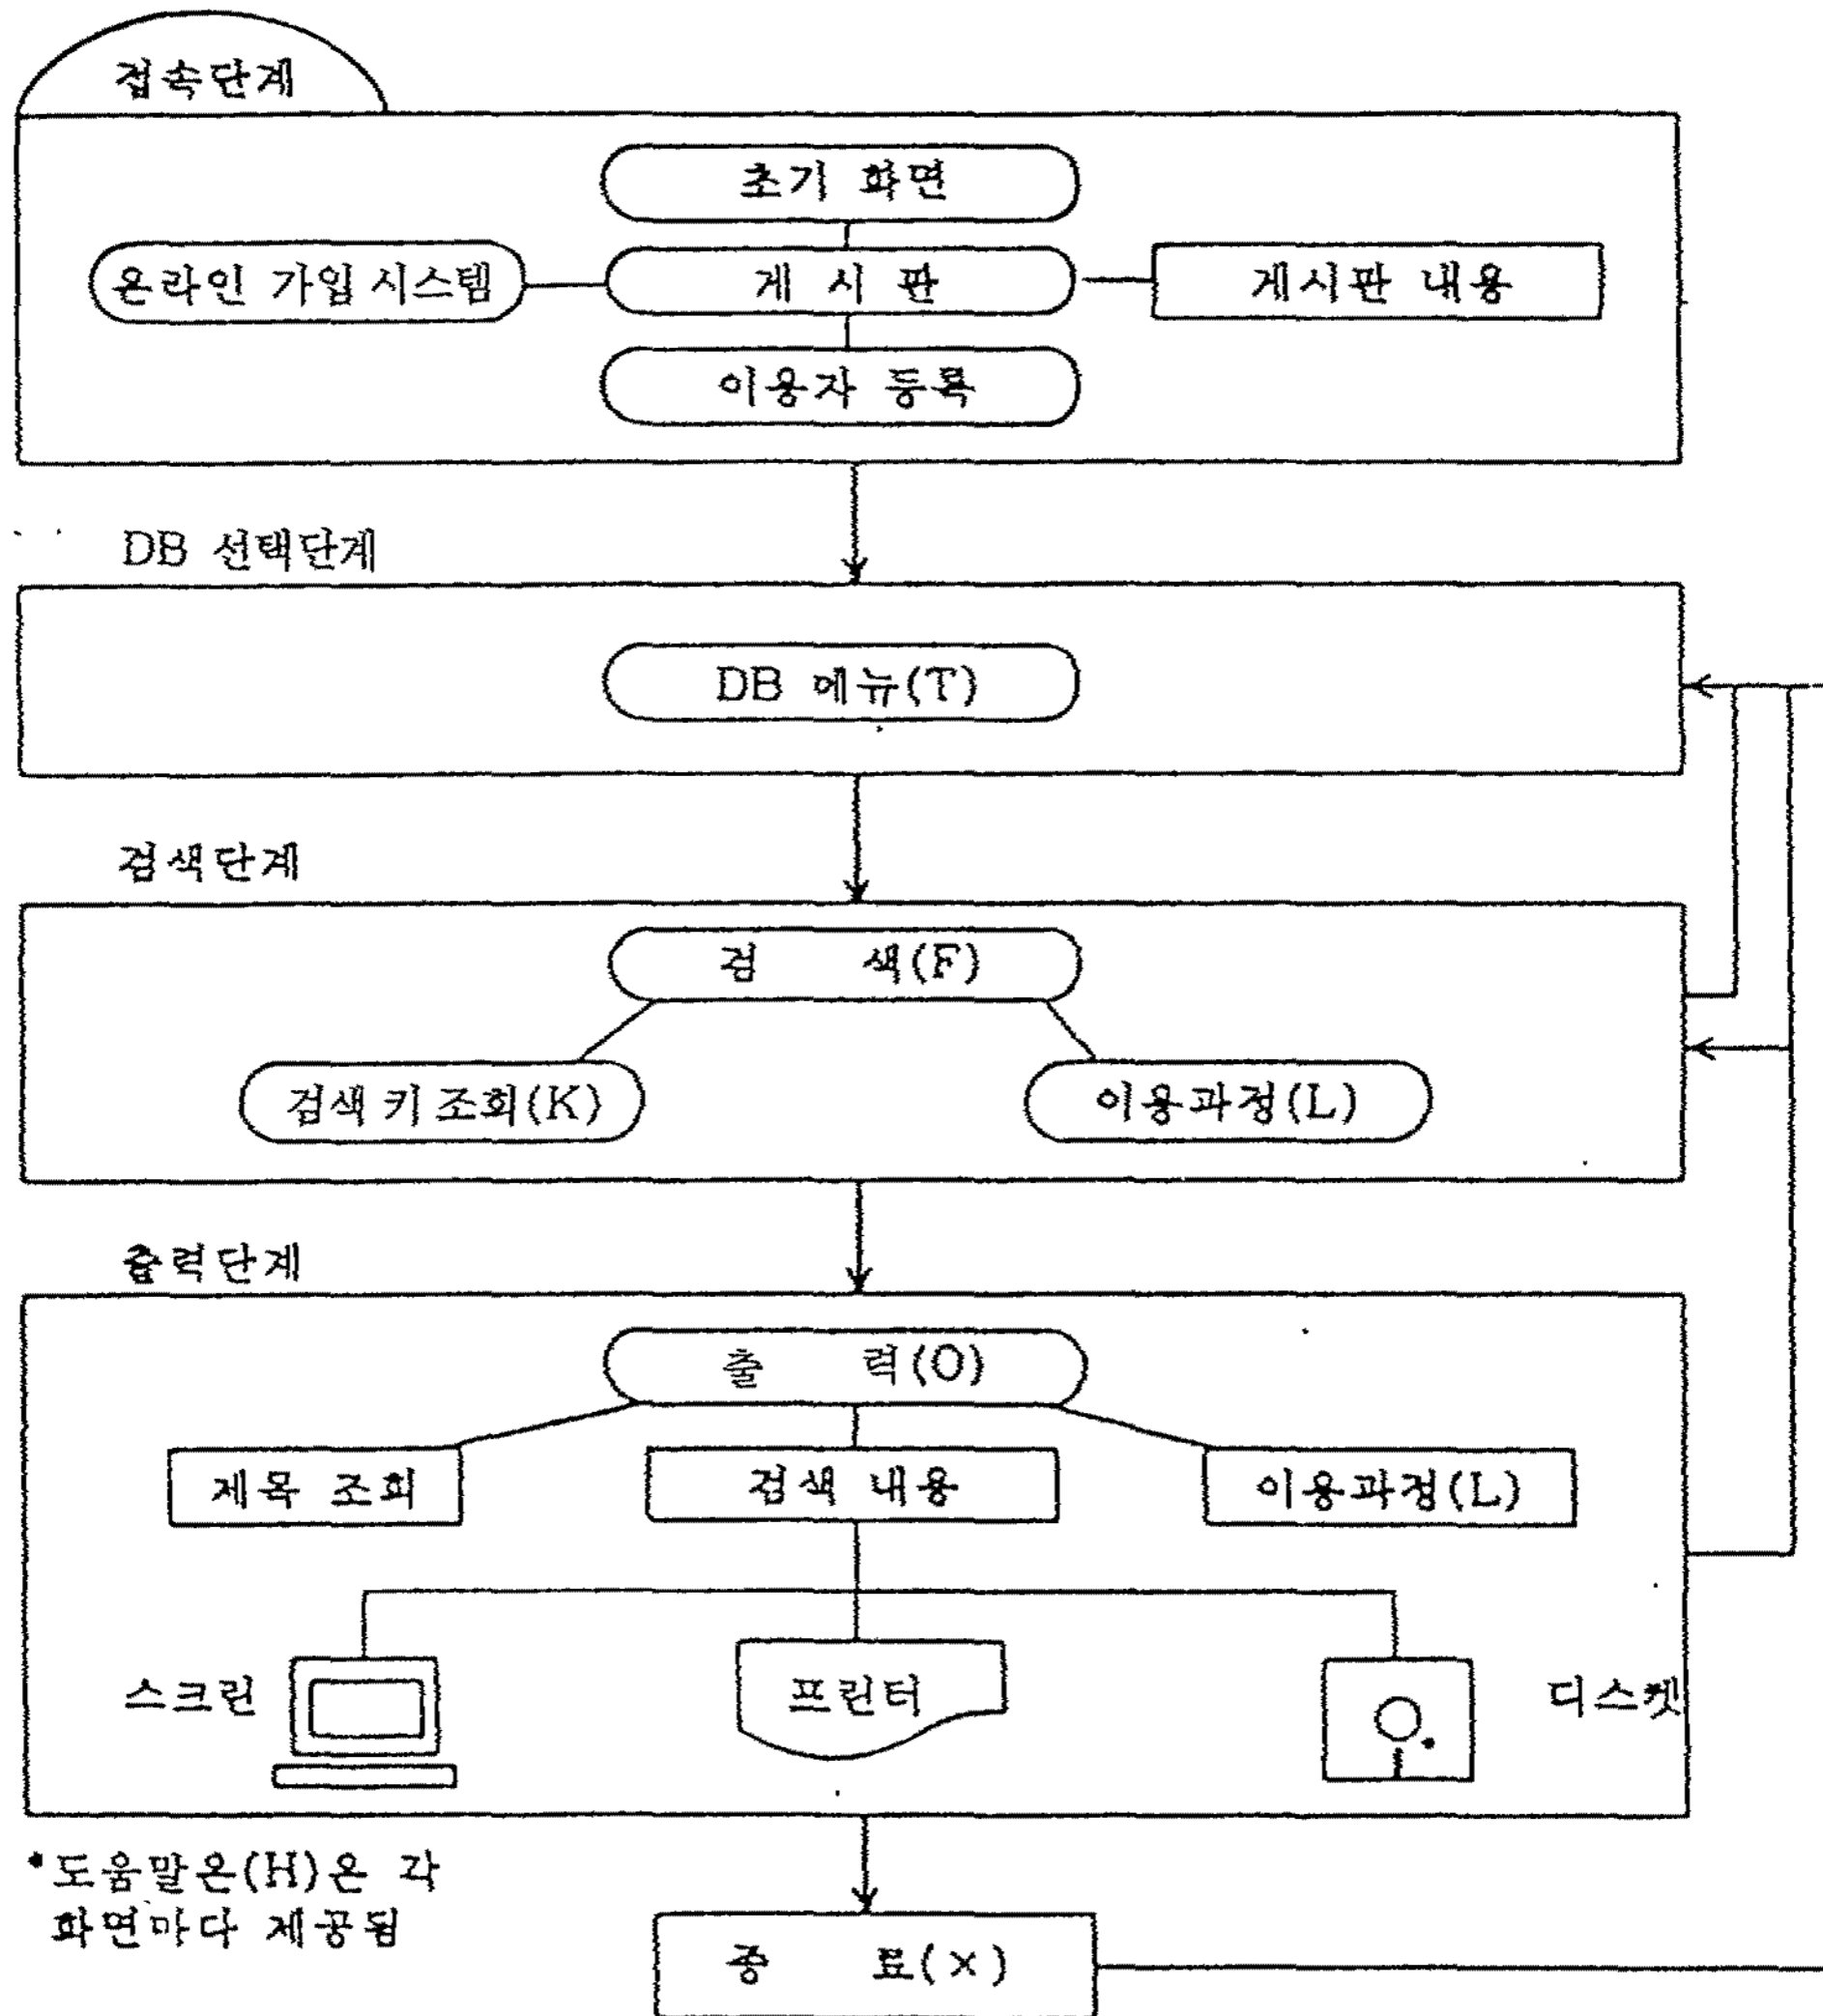 접속단계
초기 화면
온라인 가입 시스템
게 시 판
게시판 내용
이용자 등록
DB 선택단계
DB 메뉴(T)
검색단계
검 색(F)
검색 키 조회(K)
이용과정(L)
출력단계
출 력(O)
제목 조회
검색 내용
이용과정(L)
스크린
프린터
디스켓
*도움말은(H)은 각
화면마다 제공됨
종 료(×)